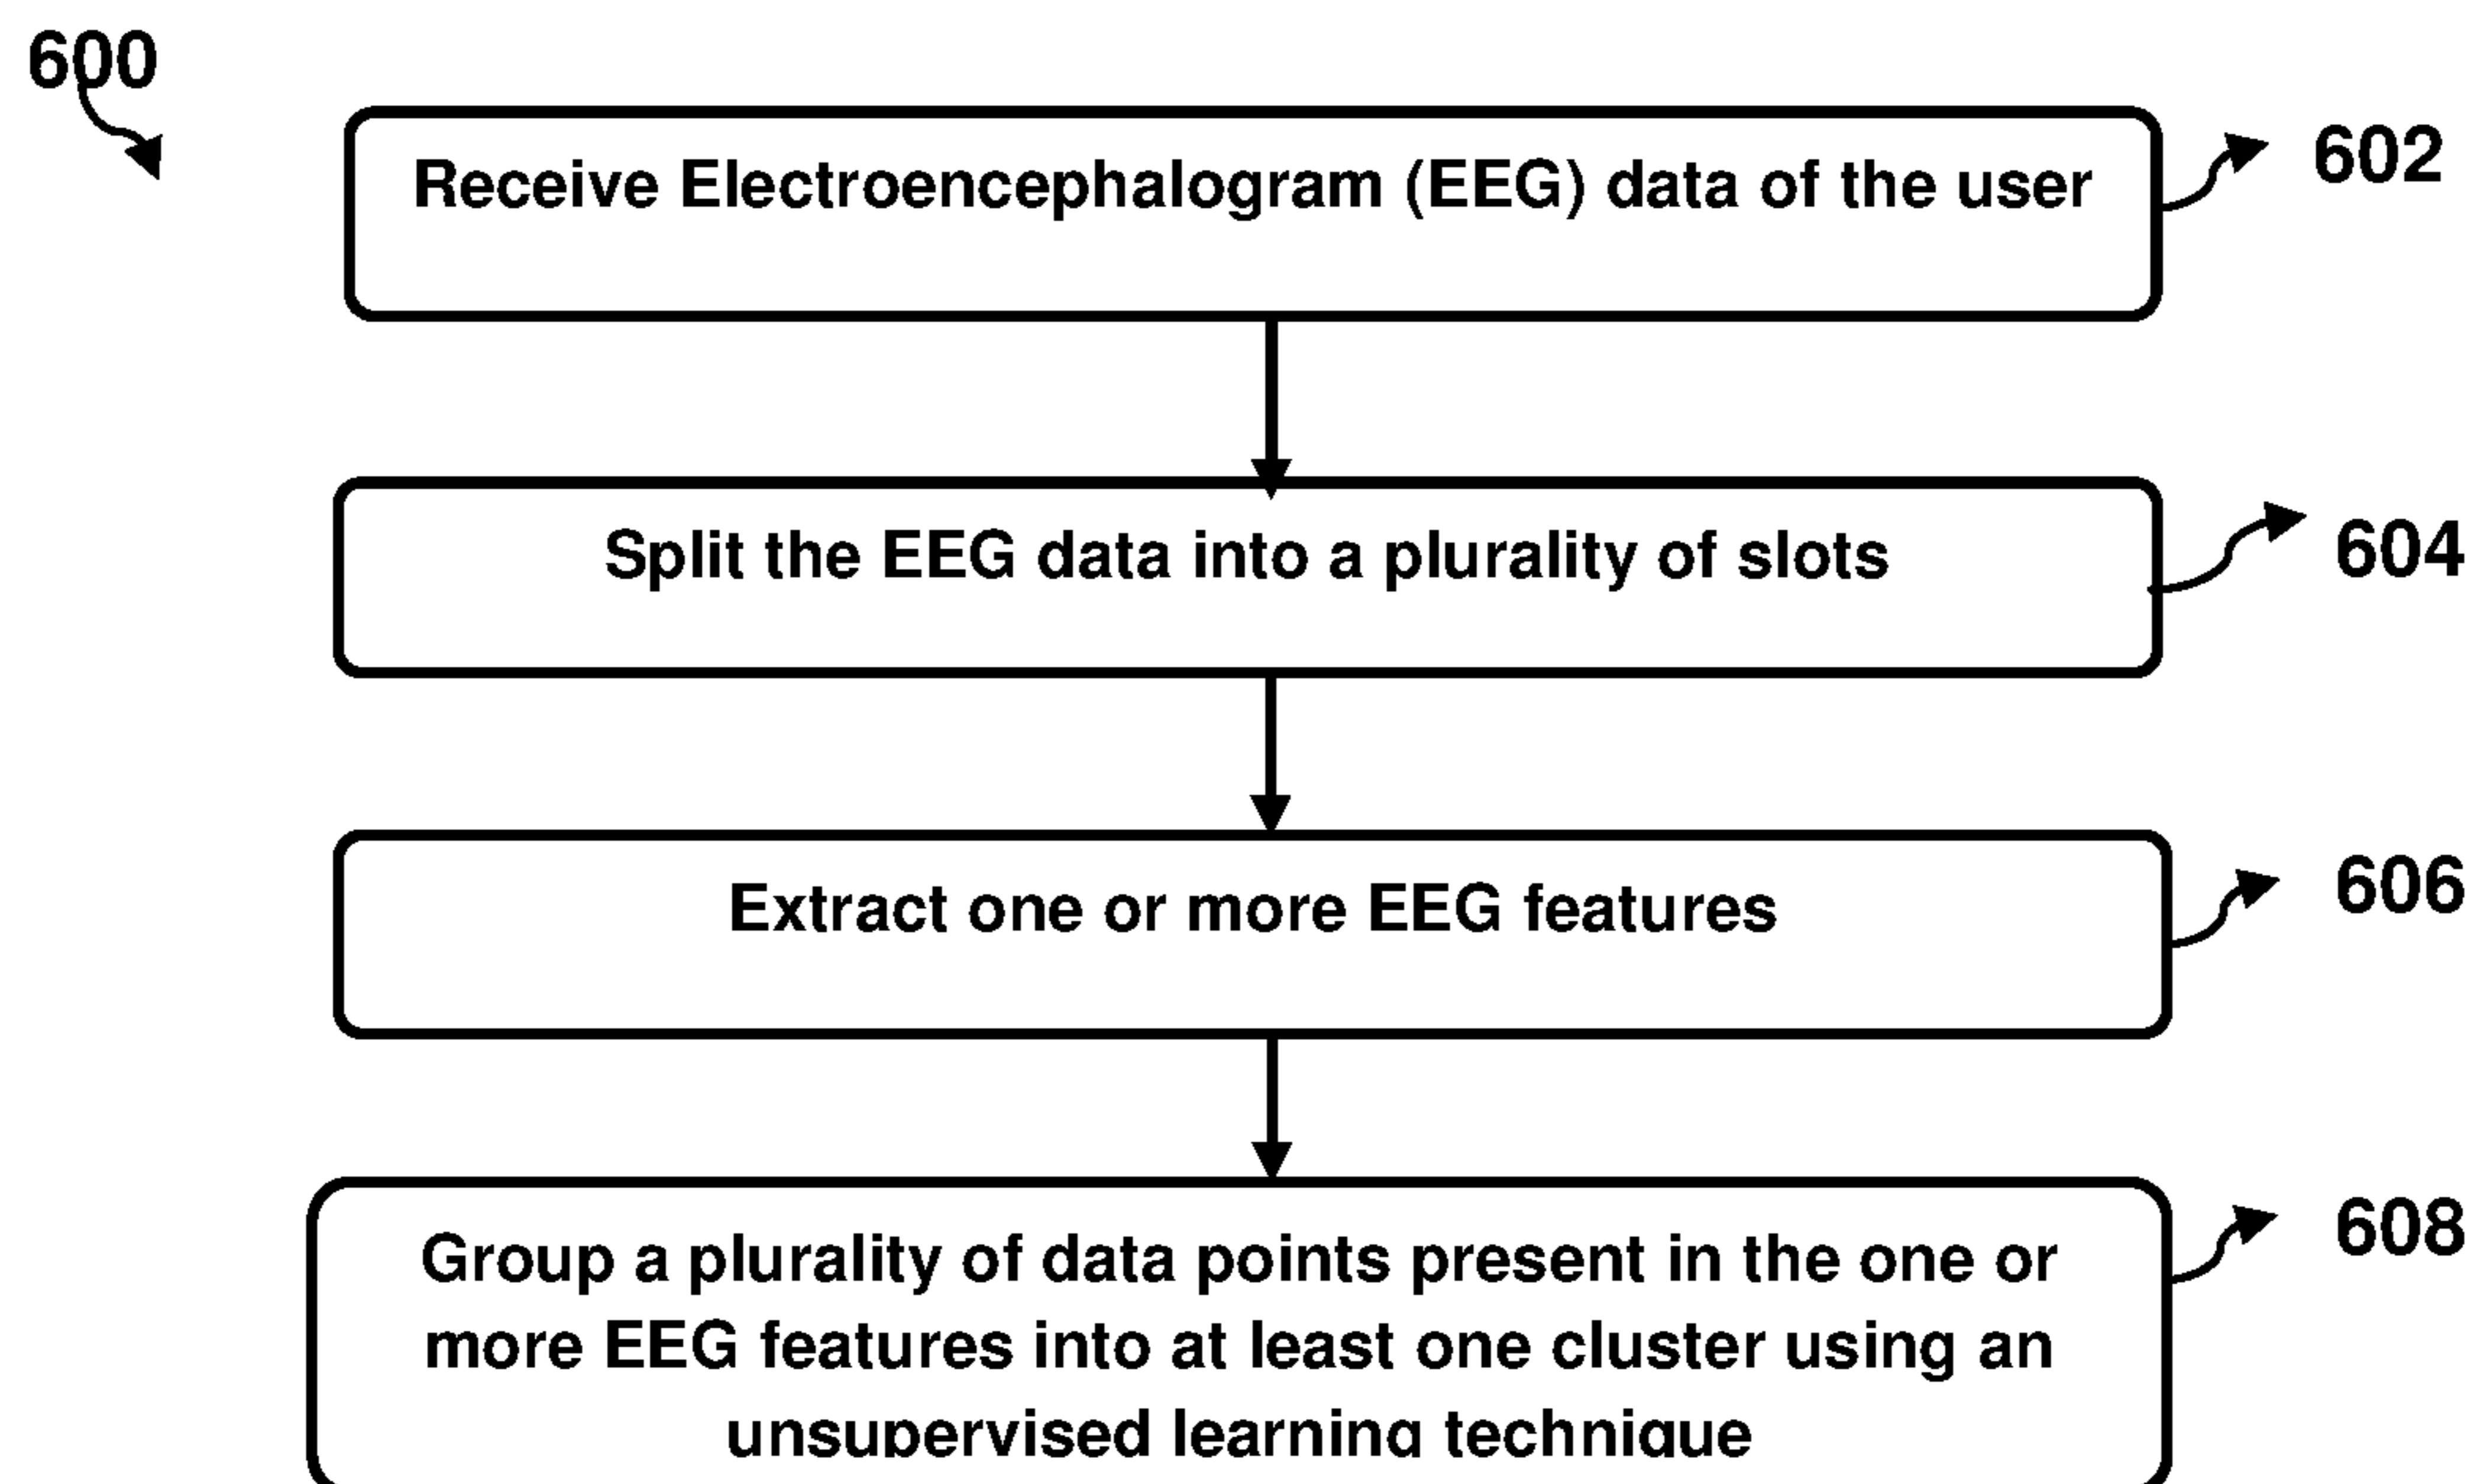 600
Receive Electroencephalogram (EEG) data of the user
602
Split the EEG data into a plurality of slots
604
Extract one or more EEG features
606
Group a plurality of data points present in the one or
more EEG features into at least one cluster using an
unsupervised learning technique
608